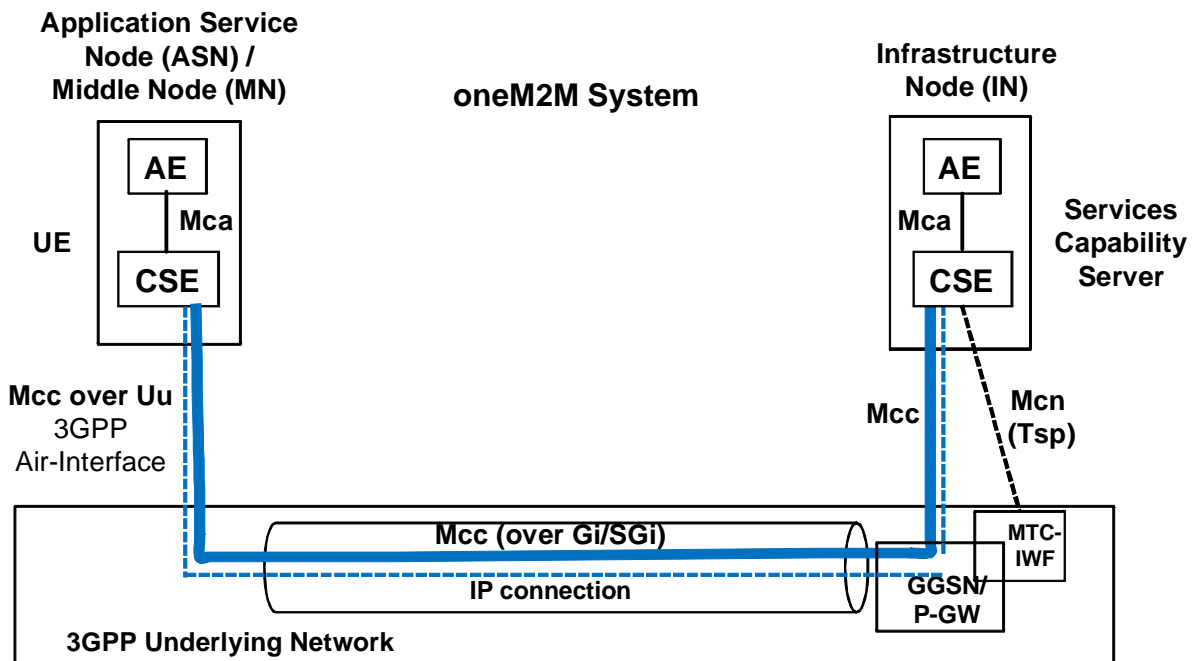 Application Service
Node (ASN) /
Middle Node (MN)
oneM2M System
Infrastructure
Node (IN)
AE
Mca
UE
CSE
AE
Mca
CSE
Services
Capability
Server
Mcc over Uu
3GPP
Air-Interface
Mcc
Mcn
(Tsp)
Mcc (over Gi/SGi)
IP connection
MTC-
IWF
GGSN/
P-GW
3GPP Underlying Network